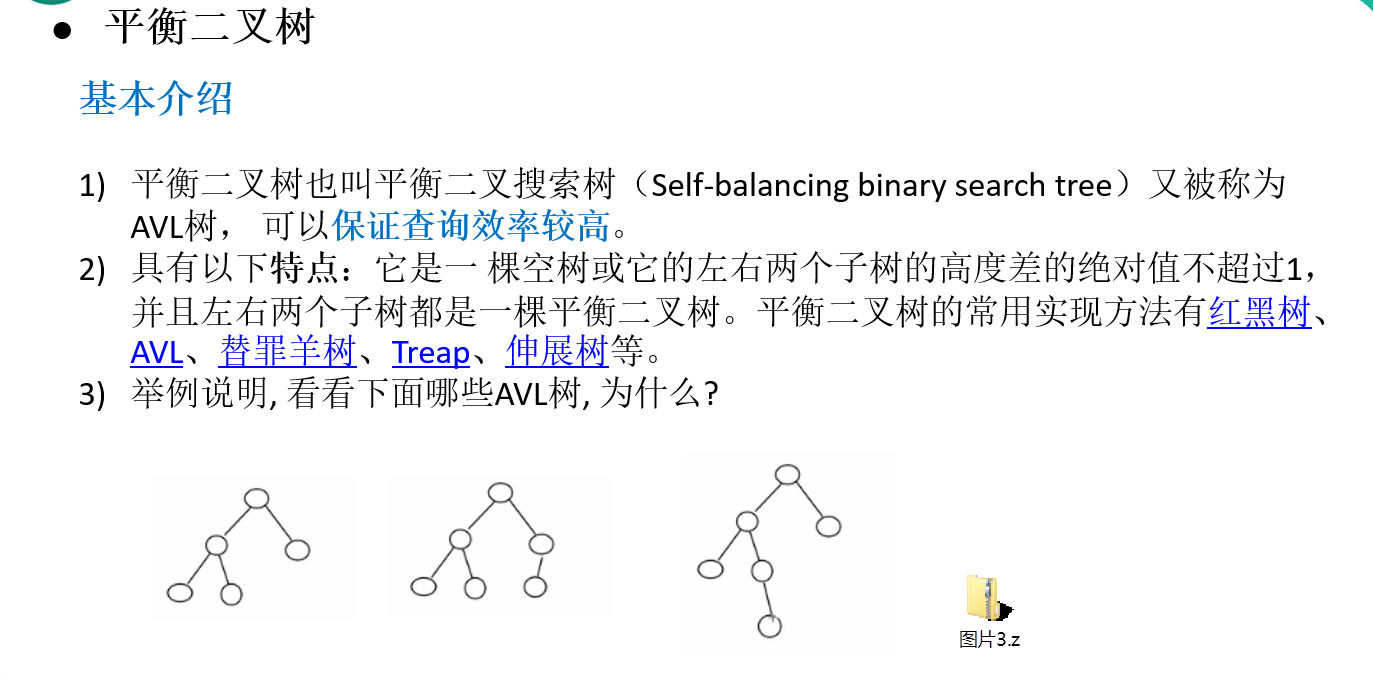 ● 平衡二叉树
基本介绍
1) 平衡二叉树也叫平衡二叉搜索树（Self-balancing binary search tree）又被称为
AVL树， 可以保证查询效率较高。
2) 具有以下特点：它是一 棵空树或它的左右两个子树的高度差的绝对值不超过1，
并且左右两个子树都是一棵平衡二叉树。平衡二叉树的常用实现方法有红黑树、
AVL、替罪羊树、Treap、伸展树等。
3) 举例说明, 看看下面哪些AVL树, 为什么?
图片3.z